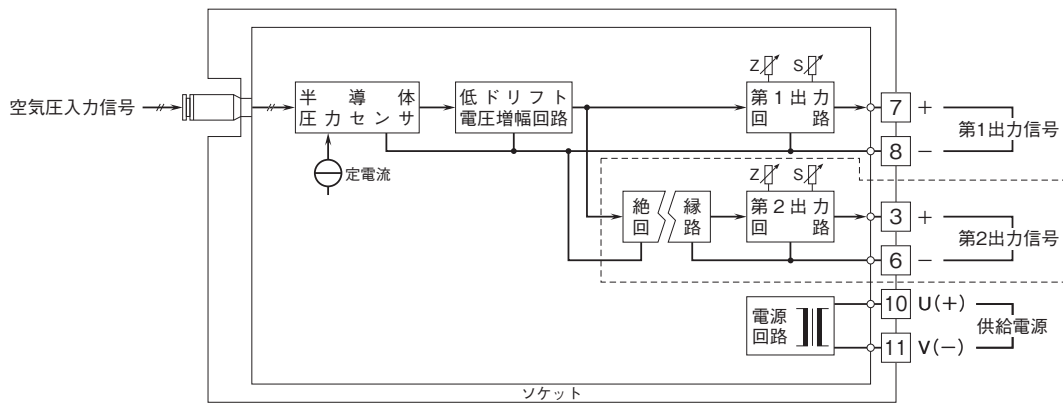 空気圧入力信号
半導体
圧力センサ
定電流
低ドリフト
電圧増幅回路
Z S
第1出力
回路
7 +
8 −
第1出力信号
絶縁
回路
Z S
第2出力
回路
3 +
6 −
第2出力信号
電源
回路
10 U(+)
11 V(−)
供給電源
ソケット